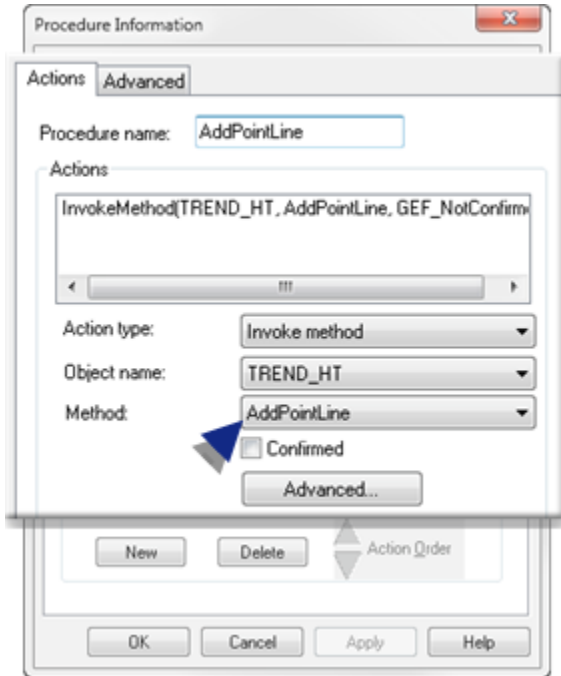 Procedure Information
Actions Advanced
Procedure name: AddPointLine
Actions
InvokeMethod(TREND_HT, AddPointLine, GEF_NotConfirm
Action type: Invoke method
Object name: TREND_HT
Method: AddPointLine
Confirmed
Advanced...
New Delete Action Order
OK Cancel Apply Help